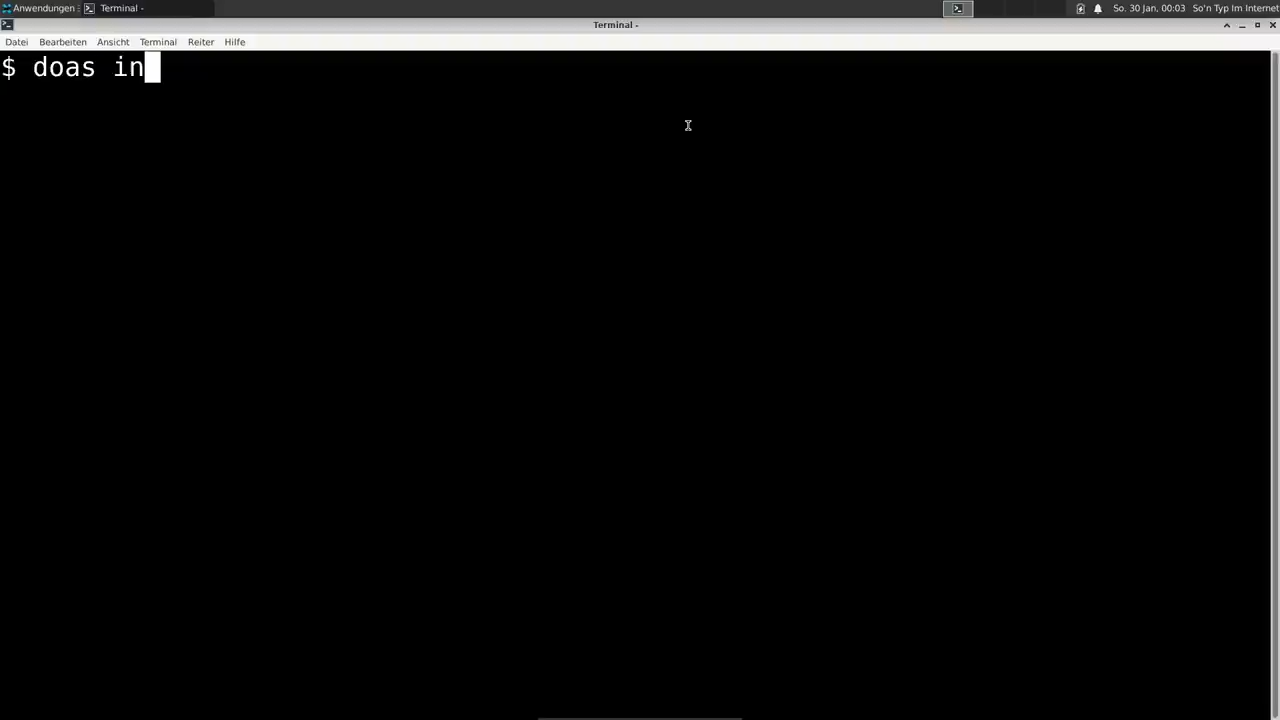 Anwendungen Terminal - So. 30 Jan, 00:03 So'n Typ Im Internet
Terminal -
Datei Bearbeiten Ansicht Terminal Reiter Hilfe
$ doas in